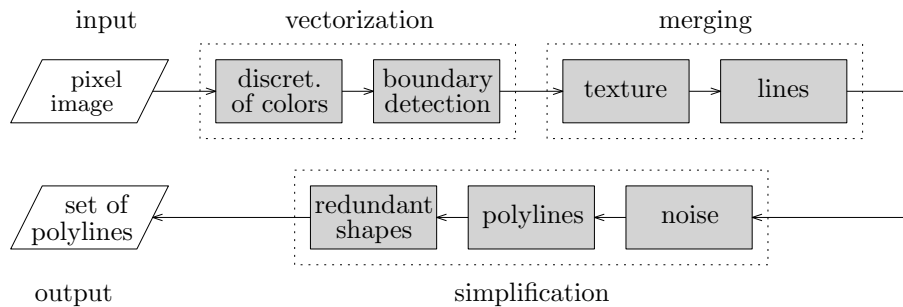 input
vectorization
merging
pixel
image
discret.
of colors
boundary
detection
texture
lines
set of
polylines
redundant
shapes
polylines
noise
output
simplification